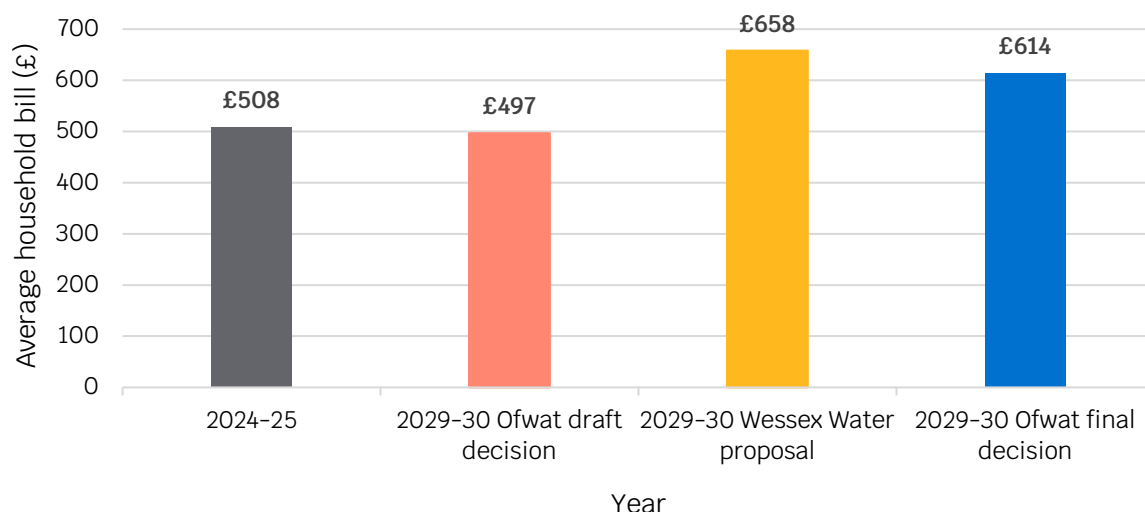 Average household bill (£)
700
600
500
400
300
200
100
0
£508
£497
£658
£614
2024-25
2029-30 Ofwat draft
decision
2029-30 Wessex Water
proposal
2029-30 Ofwat final
decision
Year